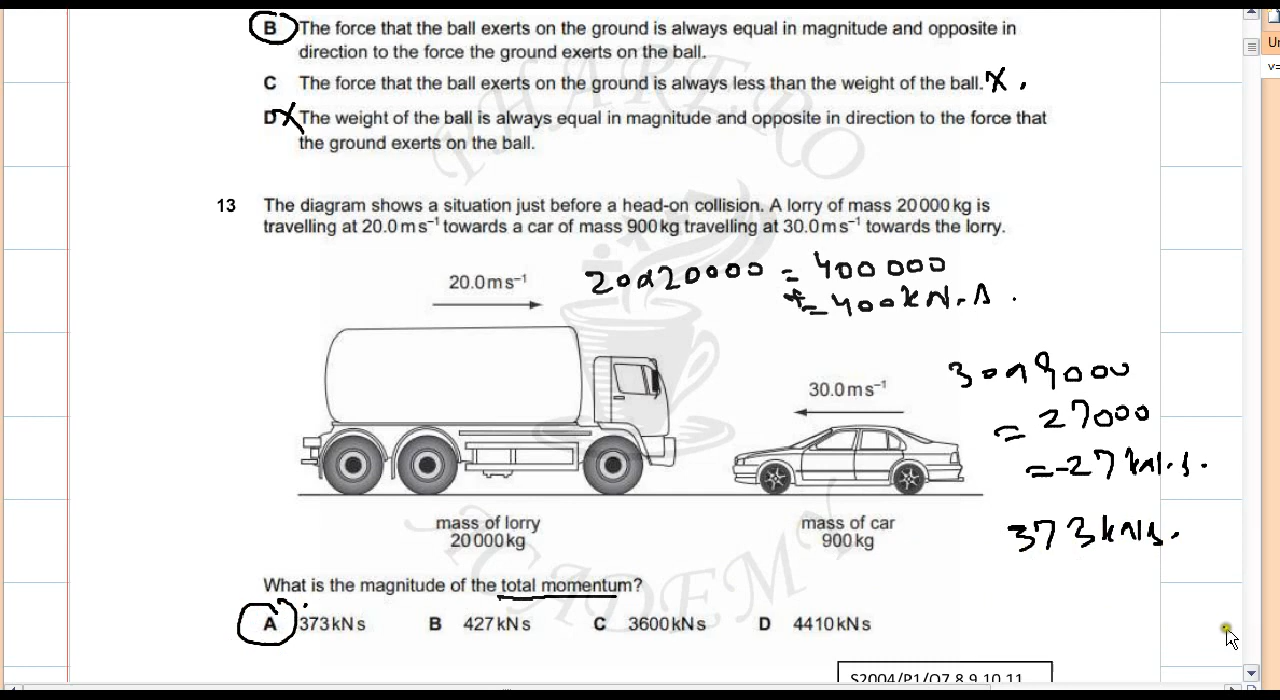 B The force that the ball exerts on the ground is always equal in magnitude and opposite in
direction to the force the ground exerts on the ball.
C The force that the ball exerts on the ground is always less than the weight of the ball. X .
D X The weight of the ball is always equal in magnitude and opposite in direction to the force that
the ground exerts on the ball.
13 The diagram shows a situation just before a head-on collision. A lorry of mass 20 000 kg is
travelling at 20.0 m s⁻¹ towards a car of mass 900 kg travelling at 30.0 m s⁻¹ towards the lorry.
20x20000 = 400 000
= 400kN.s .
20.0 m s⁻¹
30x9000
= 27000
= -27 kN.s.
373kNs.
30.0 m s⁻¹
mass of lorry
20 000 kg
mass of car
900 kg
What is the magnitude of the total momentum?
A 373 kN s B 427 kN s C 3600 kN s D 4410 kN s
S2004/P1/Q7,8,9,10,11
PHARERO
ACADEMY
v=